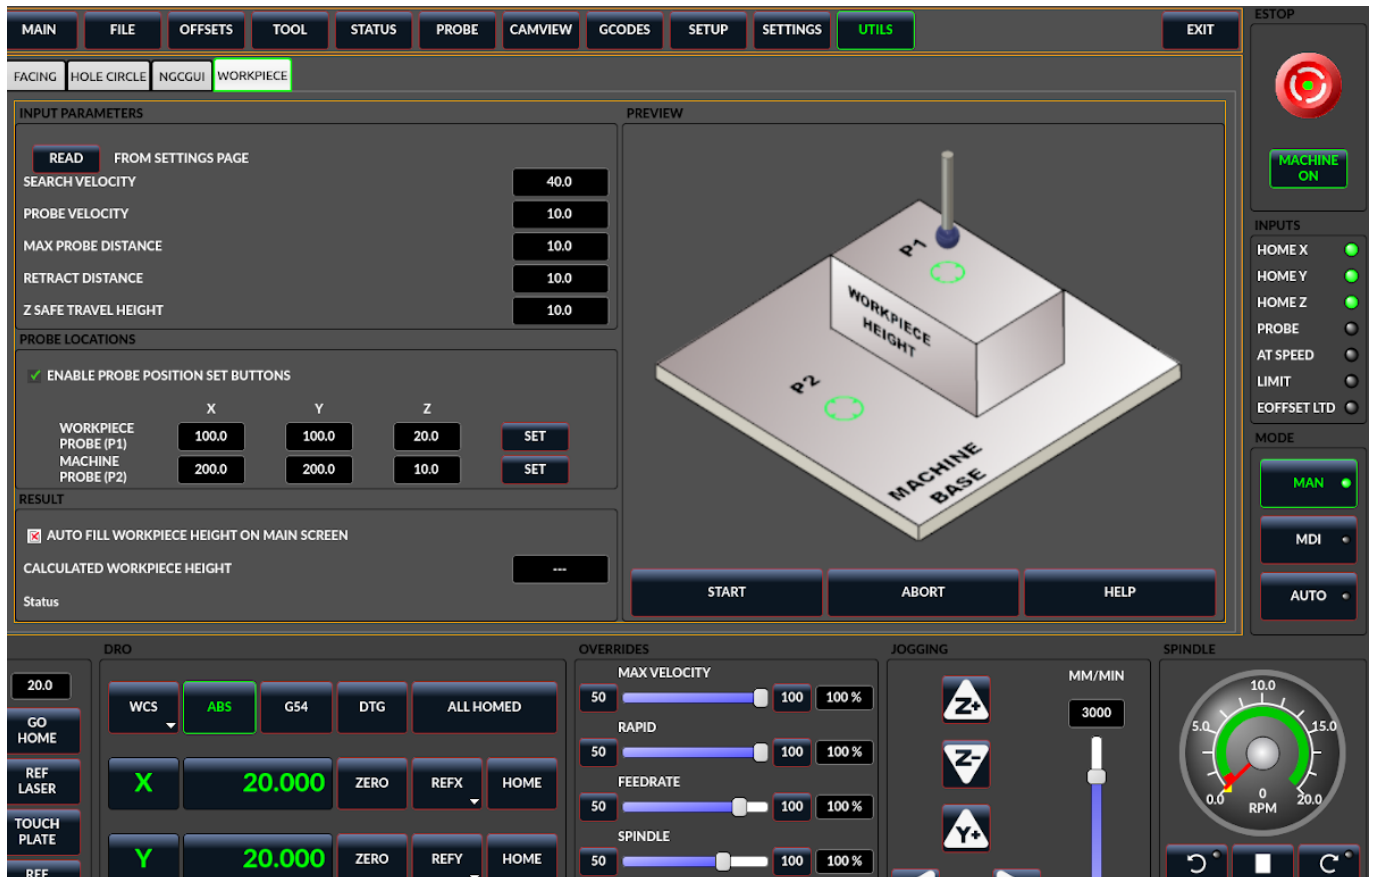 MAIN FILE OFFSETS TOOL STATUS PROBE CAMVIEW GCODES SETUP SETTINGS UTILS EXIT
FACING HOLE CIRCLE NGCGUI WORKPIECE
INPUT PARAMETERS
READ FROM SETTINGS PAGE
SEARCH VELOCITY 40.0
PROBE VELOCITY 10.0
MAX PROBE DISTANCE 10.0
RETRACT DISTANCE 10.0
Z SAFE TRAVEL HEIGHT 10.0
PROBE LOCATIONS
ENABLE PROBE POSITION SET BUTTONS
X Y Z
WORKPIECE
PROBE (P1) 100.0 100.0 20.0 SET
MACHINE
PROBE (P2) 200.0 200.0 10.0 SET
RESULT
AUTO FILL WORKPIECE HEIGHT ON MAIN SCREEN
CALCULATED WORKPIECE HEIGHT ---
Status
PREVIEW
P1
WORKPIECE
HEIGHT
P2
MACHINE
BASE
START ABORT HELP
ESTOP
MACHINE
ON
INPUTS
HOME X
HOME Y
HOME Z
PROBE
AT SPEED
LIMIT
EOFFSET LTD
MODE
MAN
MDI
AUTO
20.0
GO
HOME
REF
LASER
TOUCH
PLATE
REF
DRO
WCS ABS G54 DTG ALL HOMED
X 20.000 ZERO REFX HOME
Y 20.000 ZERO REFY HOME
OVERRIDES
MAX VELOCITY
50 100 100 %
RAPID
50 100 100 %
FEEDRATE
50 100 100 %
SPINDLE
50 100 100 %
JOGGING
Z+
Z-
Y+
MM/MIN
3000
SPINDLE
10.0
5.0 15.0
0.0 0 20.0
RPM